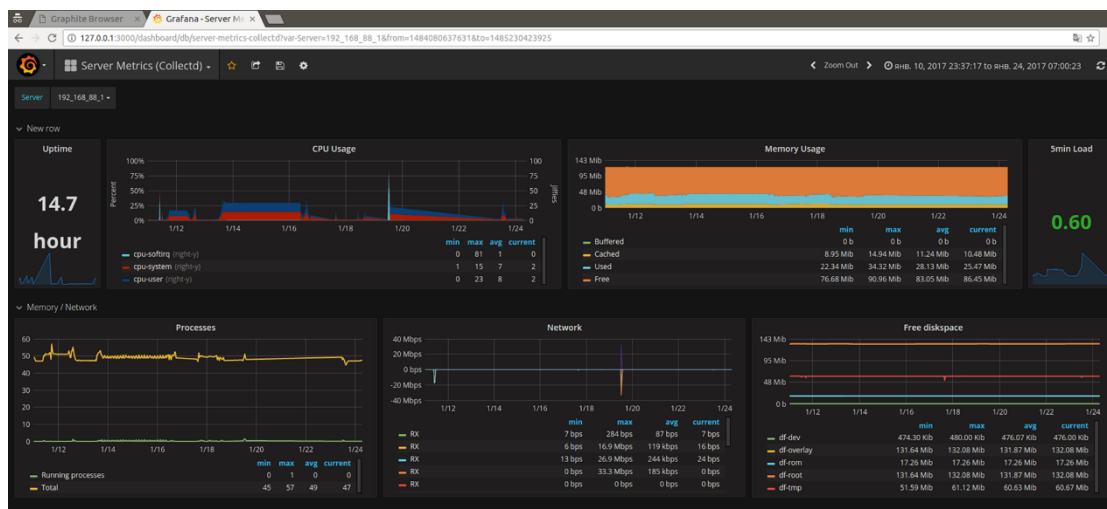 Graphite Browser
Grafana - Server Me
127.0.0.1:3000/dashboard/db/server-metrics-collectd?var-Server=192_168_88_1&from=1484080637631&to=1485230423925
Server Metrics (Collectd)
Zoom Out
янв. 10, 2017 23:37:17 to янв. 24, 2017 07:00:23
Server 192_168_88_1
New row
Uptime
14.7
hour
CPU Usage
Percent
100%
75%
50%
25%
0%
100
75
50
25
0
jiffies
1/12 1/14 1/16 1/18 1/20 1/22 1/24
min max avg current
cpu-softirq (right-y) 0 81 1 0
cpu-system (right-y) 1 15 7 2
cpu-user (right-y) 0 23 8 2
Memory Usage
143 Mib
95 Mib
48 Mib
0 b
1/12 1/14 1/16 1/18 1/20 1/22 1/24
min max avg current
Buffered 0 b 0 b 0 b 0 b
Cached 8.95 Mib 14.94 Mib 11.24 Mib 10.48 Mib
Used 22.34 Mib 34.32 Mib 28.13 Mib 25.47 Mib
Free 76.68 Mib 90.96 Mib 83.05 Mib 86.45 Mib
5min Load
0.60
Memory / Network
Processes
60
50
40
30
20
10
0
1/12 1/14 1/16 1/18 1/20 1/22 1/24
min max avg current
Running processes 0 1 0 0
Total 45 57 49 47
Network
40 Mbps
20 Mbps
0 bps
-20 Mbps
-40 Mbps
1/12 1/14 1/16 1/18 1/20 1/22 1/24
min max avg current
RX 7 bps 284 bps 87 bps 7 bps
RX 6 bps 16.9 Mbps 119 kbps 16 bps
RX 13 bps 26.9 Mbps 244 kbps 24 bps
RX 0 bps 33.3 Mbps 185 kbps 0 bps
RX 0 bps 0 bps 0 bps 0 bps
Free diskspace
143 Mib
95 Mib
48 Mib
0 b
1/12 1/14 1/16 1/18 1/20 1/22 1/24
min max avg current
df-dev 474.30 Kib 480.00 Kib 476.07 Kib 476.00 Kib
df-overlay 131.64 Mib 132.08 Mib 131.87 Mib 132.08 Mib
df-rom 17.26 Mib 17.26 Mib 17.26 Mib 17.26 Mib
df-root 131.64 Mib 132.08 Mib 131.87 Mib 132.08 Mib
df-tmp 51.59 Mib 61.12 Mib 60.63 Mib 60.67 Mib